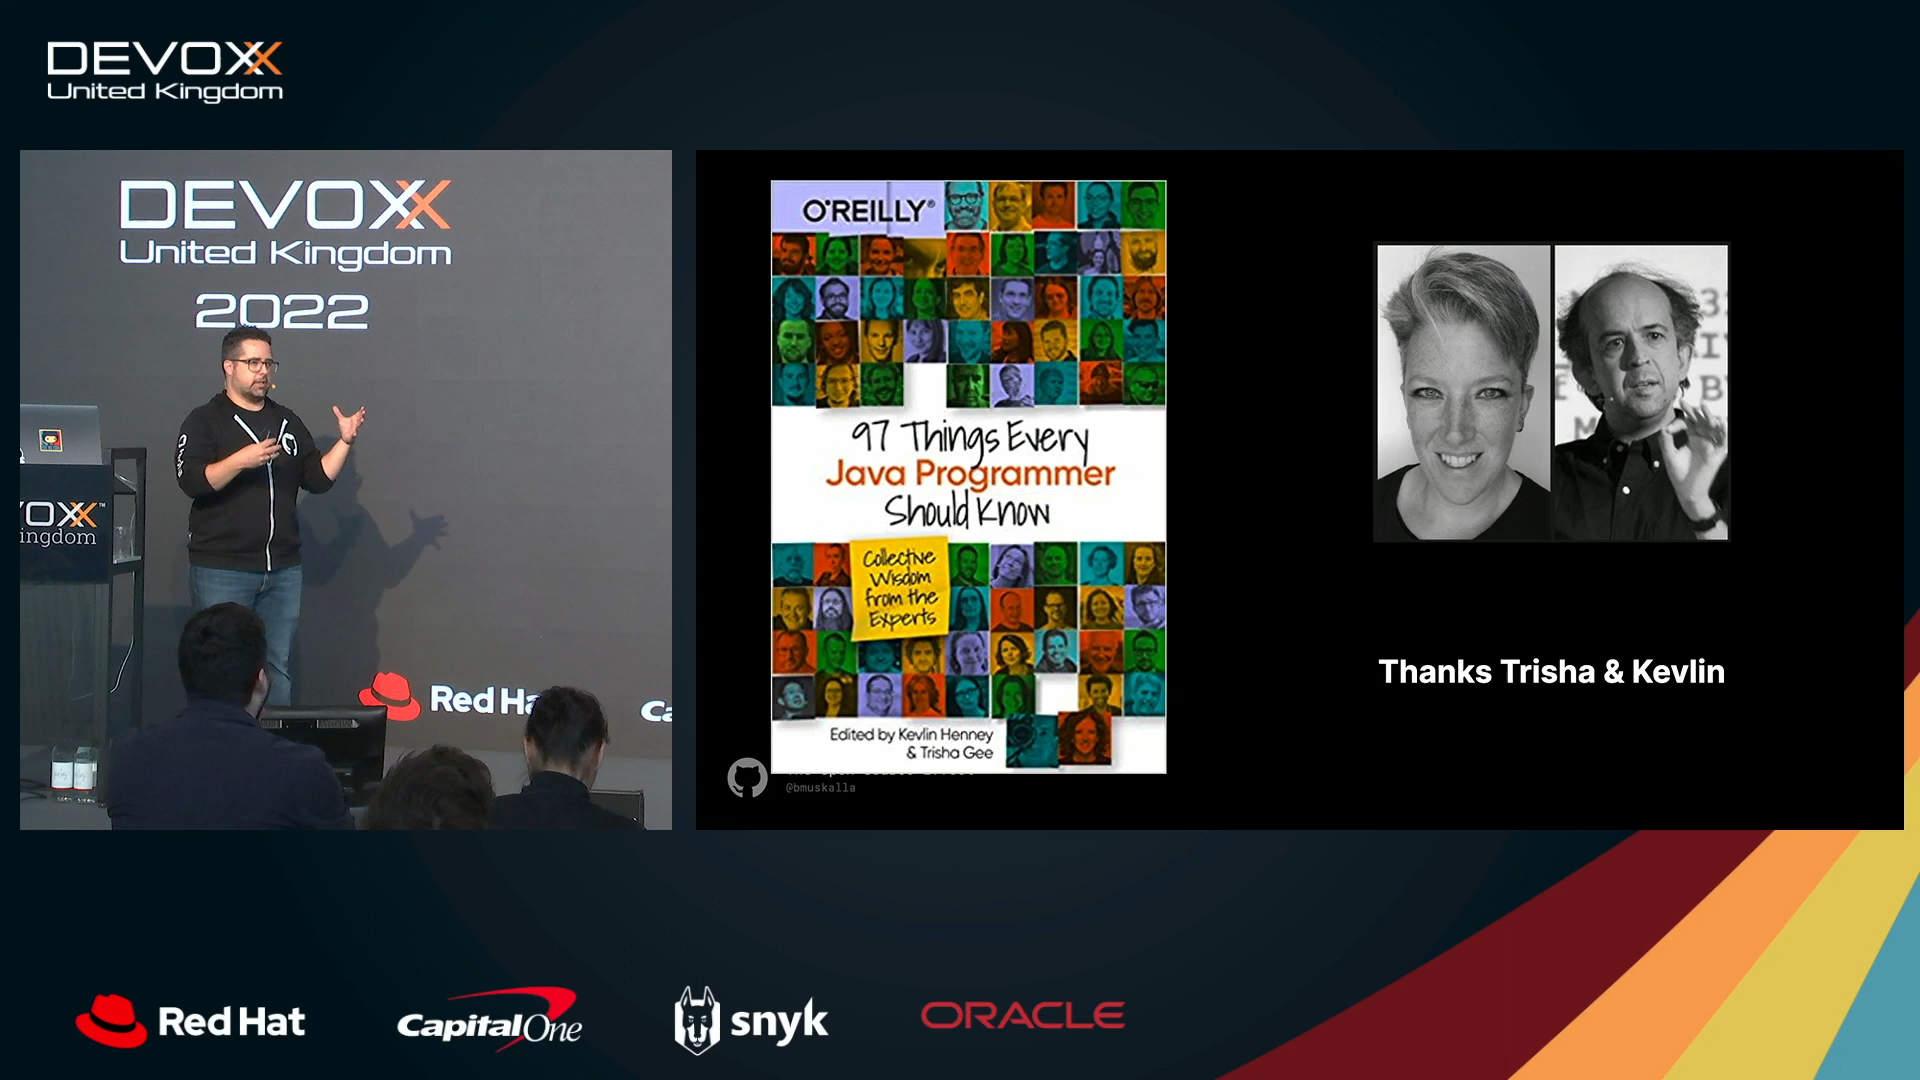 DEVOXX
United Kingdom
DEVOXX
United Kingdom
2022
OXX™
ingdom
Red Ha
Ca
O'REILLY®
97 Things Every
Java Programmer
Should Know
Collective
Wisdom
from the
Experts
Edited by Kevlin Henney
& Trisha Gee
@bmuskalla
Thanks Trisha & Kevlin
Red Hat
Capital One
snyk
ORACLE